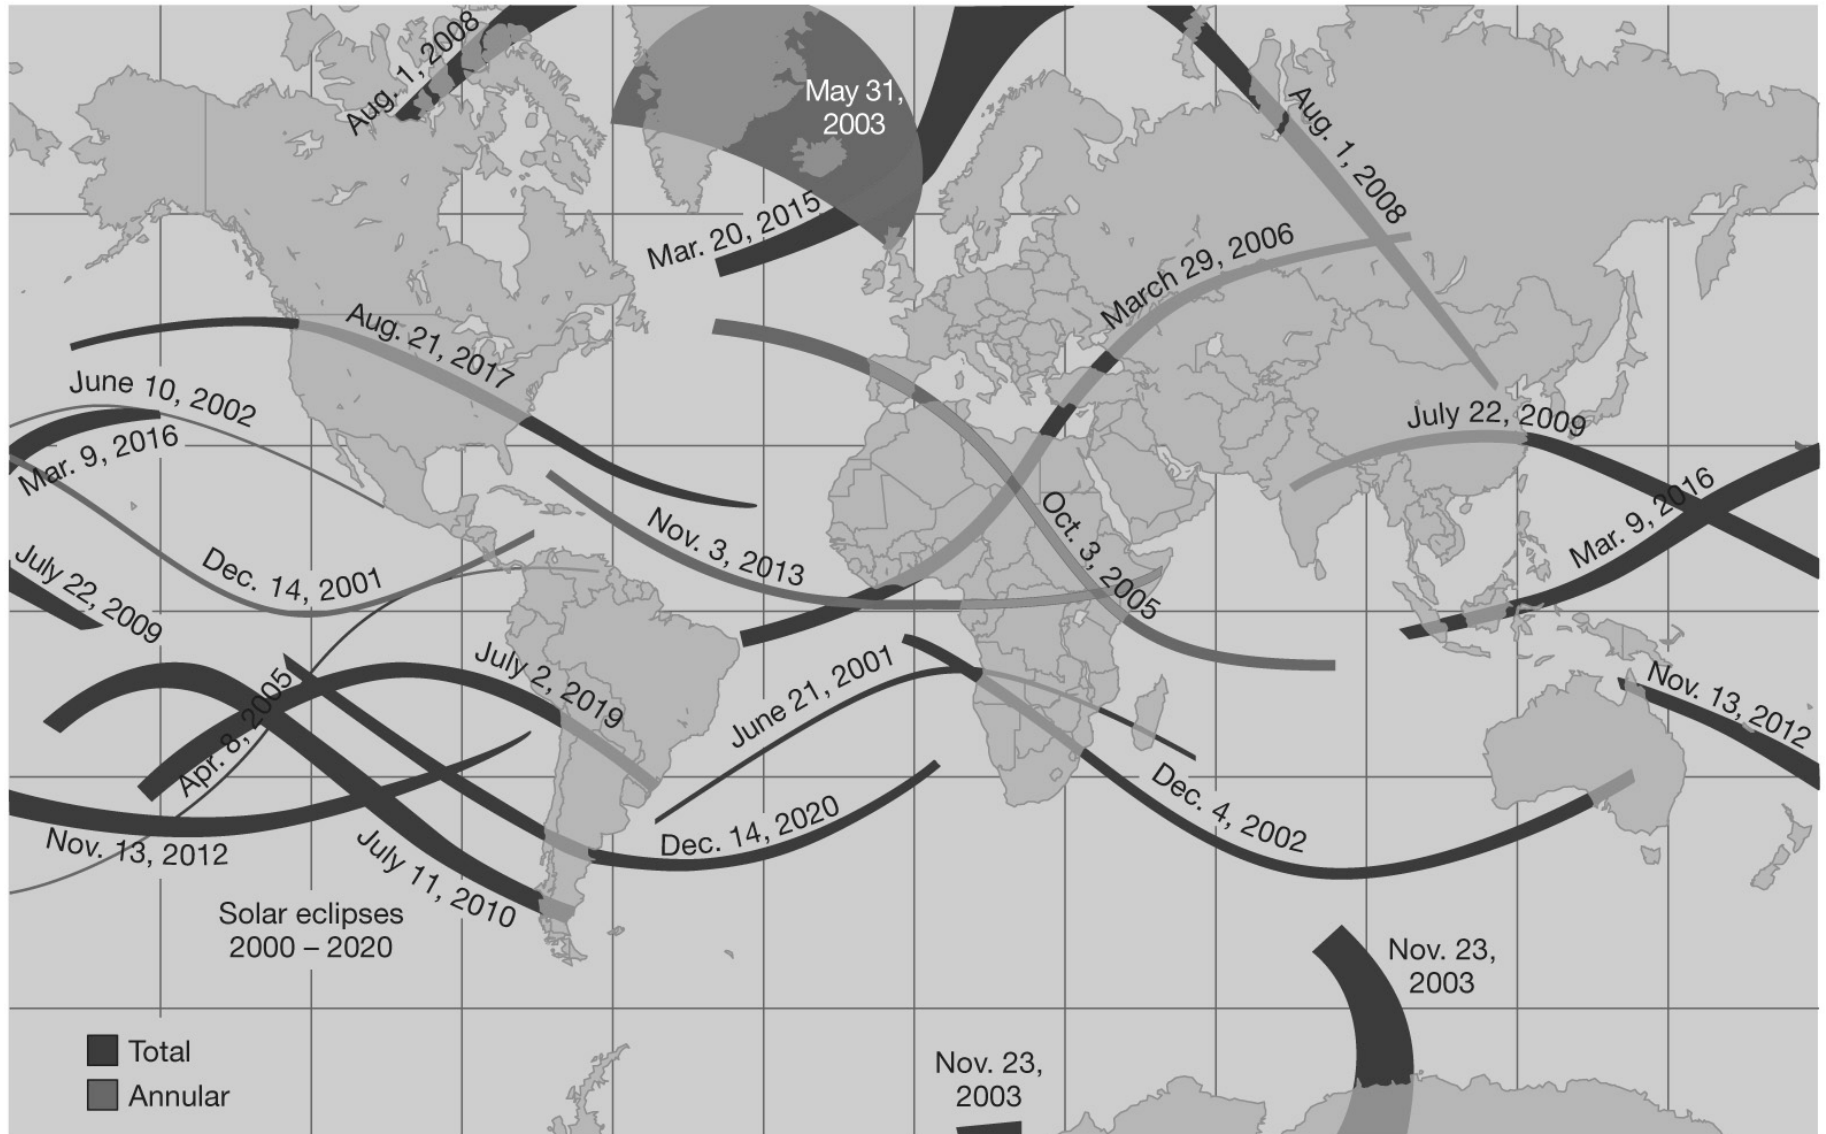 Aug. 1, 2008
May 31,
2003
Aug. 1, 2008
Mar. 20, 2015
March 29, 2006
Aug. 21, 2017
June 10, 2002
July 22, 2009
Mar. 9, 2016
Mar. 9, 2016
Nov. 3, 2013
Oct. 3, 2005
July 22, 2009
Dec. 14, 2001
July 2, 2019
June 21, 2001
Nov. 13, 2012
Apr. 8, 2005
Dec. 4, 2002
Dec. 14, 2020
Nov. 13, 2012
July 11, 2010
Solar eclipses
2000 – 2020
Nov. 23,
2003
Total
Annular
Nov. 23,
2003